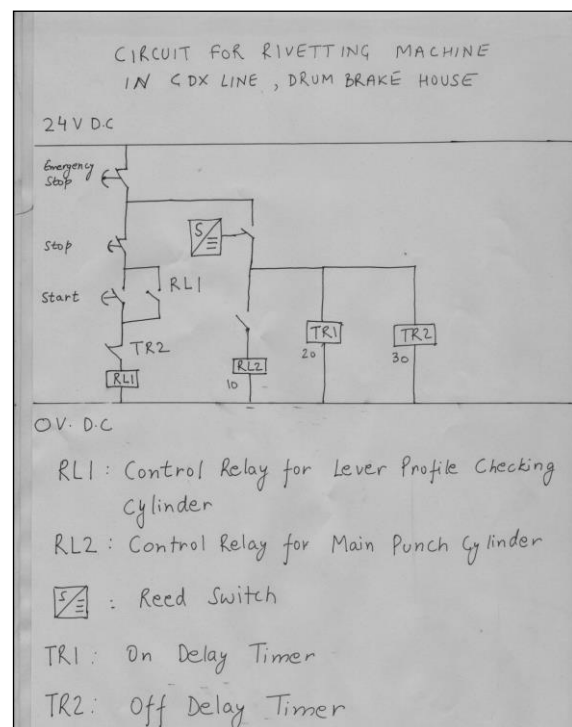 CIRCUIT FOR RIVETTING MACHINE
IN GDX LINE, DRUM BRAKE HOUSE
24V D.C
Emergency
Stop
S
Stop
RL1
Start
TR1
TR2
TR2
20
30
RL1
RL2
10
0V. D.C
RL1 : Control Relay for Lever Profile Checking
Cylinder
RL2 : Control Relay for Main Punch Cylinder
S : Reed Switch
TR1 : On Delay Timer
TR2 : Off Delay Timer